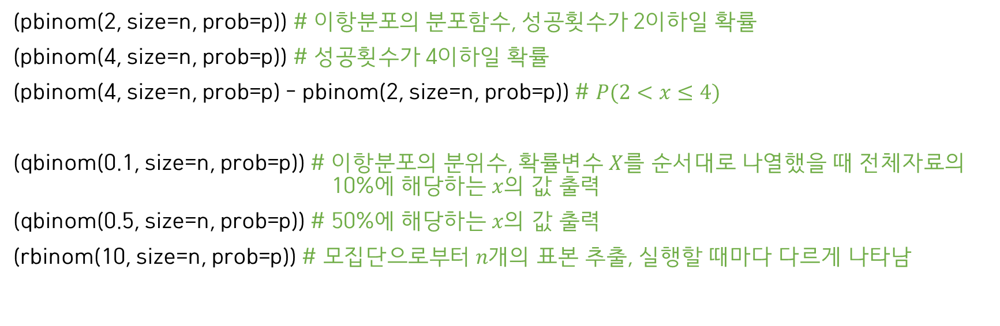 (pbinom(2, size=n, prob=p)) # 이항분포의 분포함수, 성공횟수가 2이하일 확률
(pbinom(4, size=n, prob=p)) # 성공횟수가 4이하일 확률
(pbinom(4, size=n, prob=p) - pbinom(2, size=n, prob=p)) # P(2 < x ≤ 4)
(qbinom(0.1, size=n, prob=p)) # 이항분포의 분위수, 확률변수 X를 순서대로 나열했을 때 전체자료의
10%에 해당하는 x의 값 출력
(qbinom(0.5, size=n, prob=p)) # 50%에 해당하는 x의 값 출력
(rbinom(10, size=n, prob=p)) # 모집단으로부터 n개의 표본 추출, 실행할 때마다 다르게 나타남